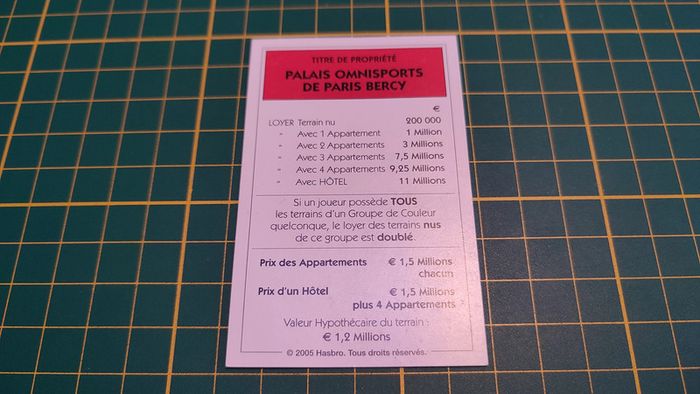 TITRE DE PROPRIÉTÉ
PALAIS OMNISPORTS
DE PARIS BERCY
€
LOYER Terrain nu 200 000
" Avec 1 Appartement 1 Million
" Avec 2 Appartements 3 Millions
" Avec 3 Appartements 7,5 Millions
" Avec 4 Appartements 9,25 Millions
" Avec HÔTEL 11 Millions
Si un joueur possède TOUS
les terrains d'un Groupe de Couleur
quelconque, le loyer des terrains nus
de ce groupe est doublé.
Prix des Appartements € 1,5 Millions
chacun
Prix d'un Hôtel € 1,5 Millions
plus 4 Appartements
Valeur Hypothécaire du terrain :
€ 1,2 Millions
© 2005 Hasbro. Tous droits réservés.